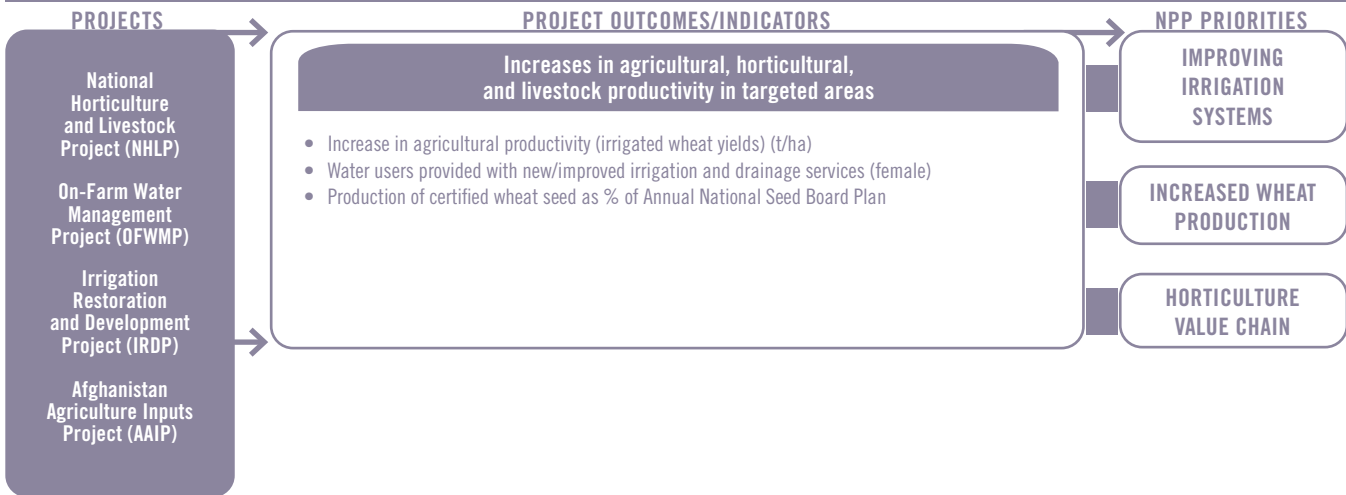 PROJECTS
National
Horticulture
and Livestock
Project (NHLP)
On-Farm Water
Management
Project (OFWMP)
Irrigation
Restoration
and Development
Project (IRDP)
Afghanistan
Agriculture Inputs
Project (AAIP)
PROJECT OUTCOMES/INDICATORS
Increases in agricultural, horticultural,
and livestock productivity in targeted areas
• Increase in agricultural productivity (irrigated wheat yields) (t/ha)
• Water users provided with new/improved irrigation and drainage services (female)
• Production of certified wheat seed as % of Annual National Seed Board Plan
NPP PRIORITIES
IMPROVING
IRRIGATION
SYSTEMS
INCREASED WHEAT
PRODUCTION
HORTICULTURE
VALUE CHAIN